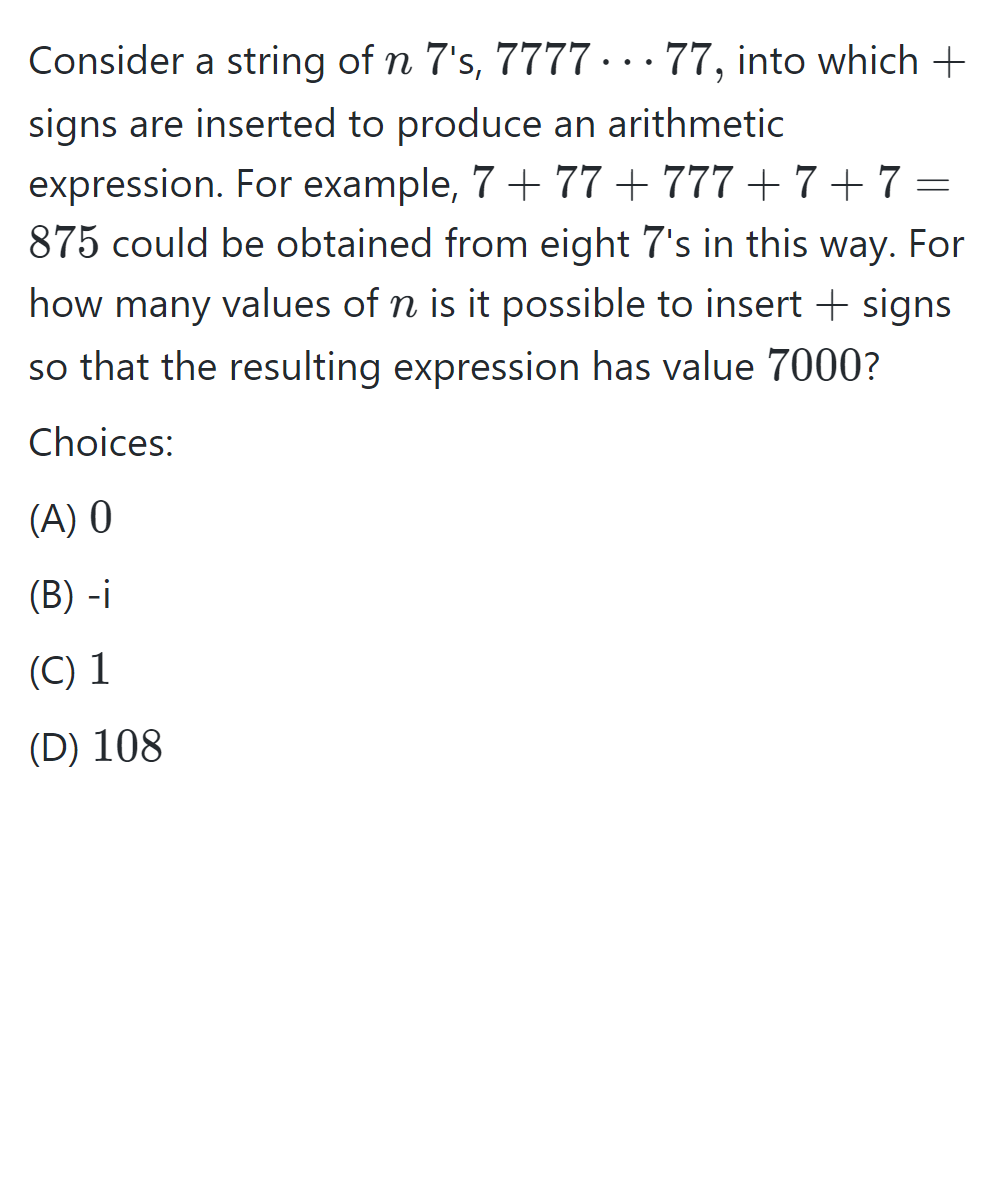 Consider a string of n 7's, 7777 ⋯ 77, into which +
signs are inserted to produce an arithmetic
expression. For example, 7 + 77 + 777 + 7 + 7 =
875 could be obtained from eight 7's in this way. For
how many values of n is it possible to insert + signs
so that the resulting expression has value 7000?
Choices:
(A) 0
(B) -i
(C) 1
(D) 108